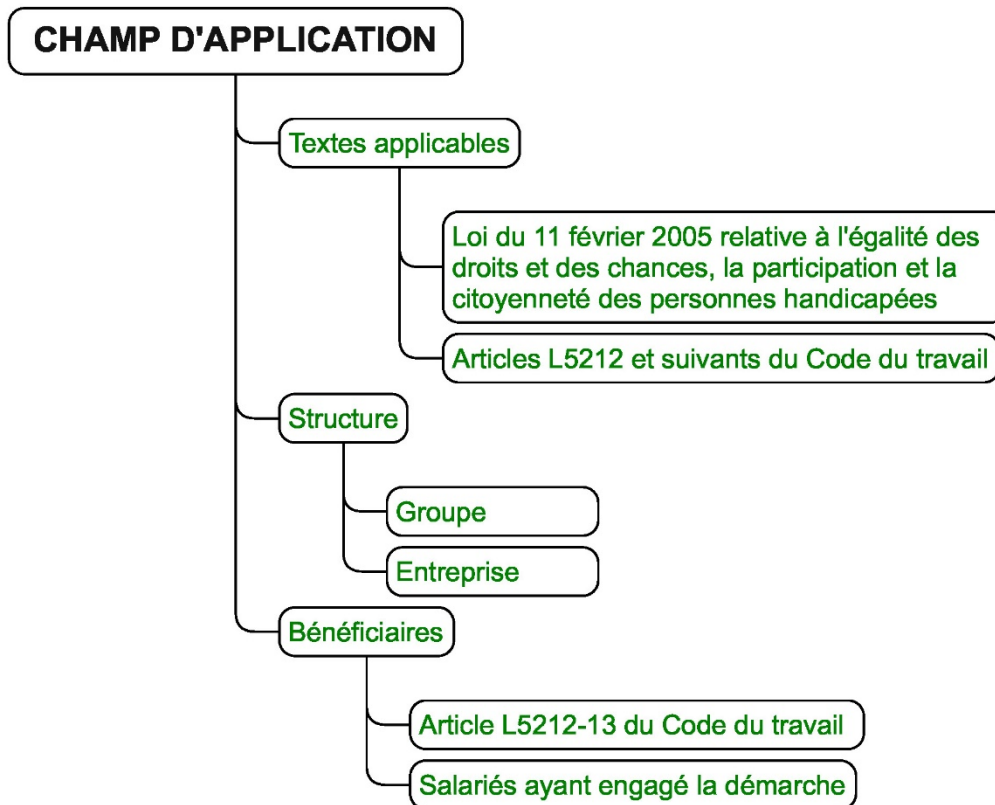 CHAMP D'APPLICATION
Textes applicables
Loi du 11 février 2005 relative à l'égalité des
droits et des chances, la participation et la
citoyenneté des personnes handicapées
Articles L5212 et suivants du Code du travail
Structure
Groupe
Entreprise
Bénéficiaires
Article L5212-13 du Code du travail
Salariés ayant engagé la démarche